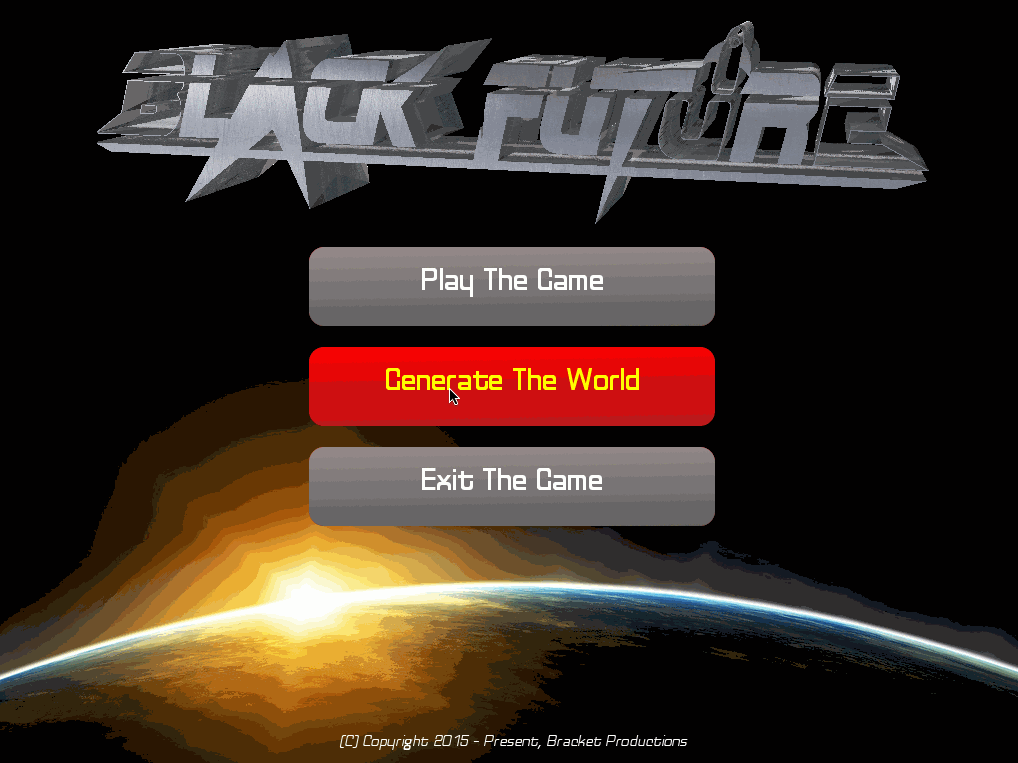 BLACK FUTURE
Play The Game
Generate The World
Exit The Game
(C) Copyright 2015 - Present, Bracket Productions